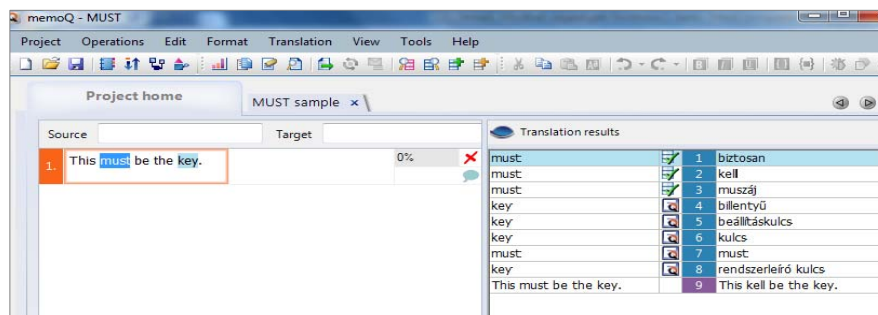 memoQ - MUST
Project Operations Edit Format Translation View Tools Help
Project home MUST sample x
Source Target
1. This must be the key. 0%
Translation results
must 1 biztosan
must 2 kell
must 3 muszáj
key 4 billentyű
key 5 beállításkulcs
key 6 kulcs
must 7 must
key 8 rendszerleíró kulcs
This must be the key. 9 This kell be the key.